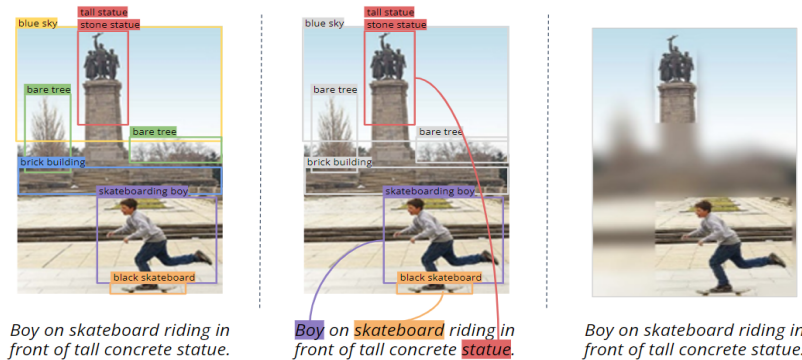 tall statue
stone statue
blue sky
bare tree
bare tree
brick building
skateboarding boy
black skateboard
Boy on skateboard riding in
front of tall concrete statue.
tall statue
stone statue
blue sky
bare tree
bare tree
brick building
skateboarding boy
black skateboard
Boy on skateboard riding in
front of tall concrete statue.
Boy on skateboard riding in
front of tall concrete statue.